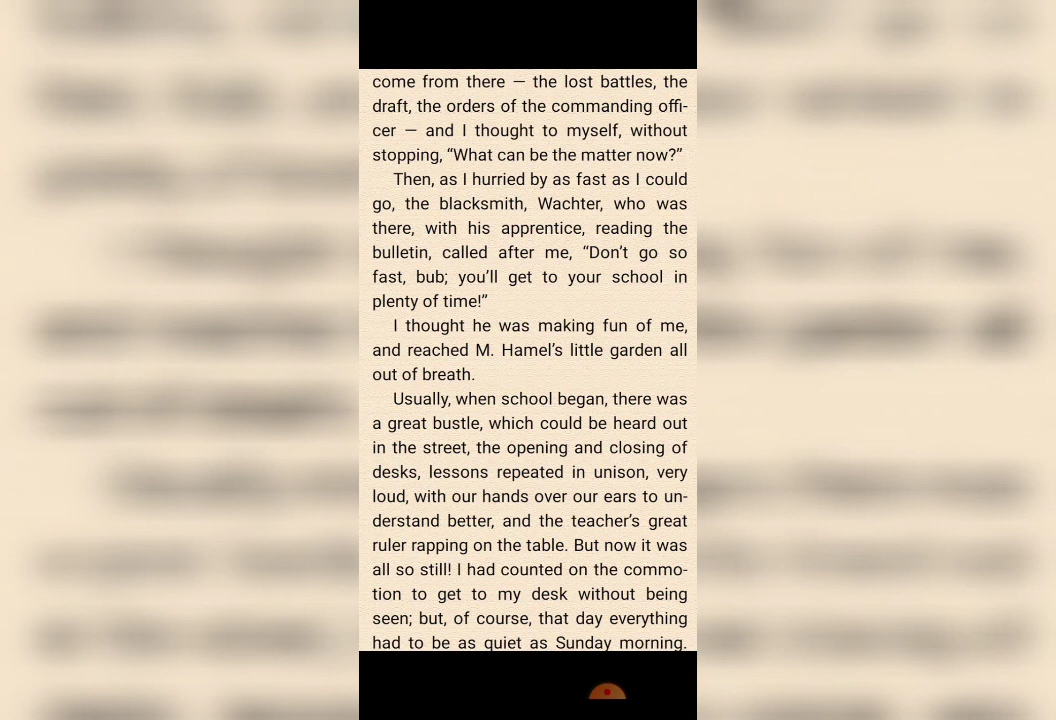 come from there — the lost battles, the
draft, the orders of the commanding offi-
cer — and I thought to myself, without
stopping, “What can be the matter now?”
Then, as I hurried by as fast as I could
go, the blacksmith, Wachter, who was
there, with his apprentice, reading the
bulletin, called after me, “Don’t go so
fast, bub; you’ll get to your school in
plenty of time!”
I thought he was making fun of me,
and reached M. Hamel’s little garden all
out of breath.
Usually, when school began, there was
a great bustle, which could be heard out
in the street, the opening and closing of
desks, lessons repeated in unison, very
loud, with our hands over our ears to un-
derstand better, and the teacher’s great
ruler rapping on the table. But now it was
all so still! I had counted on the commo-
tion to get to my desk without being
seen; but, of course, that day everything
had to be as quiet as Sunday morning.